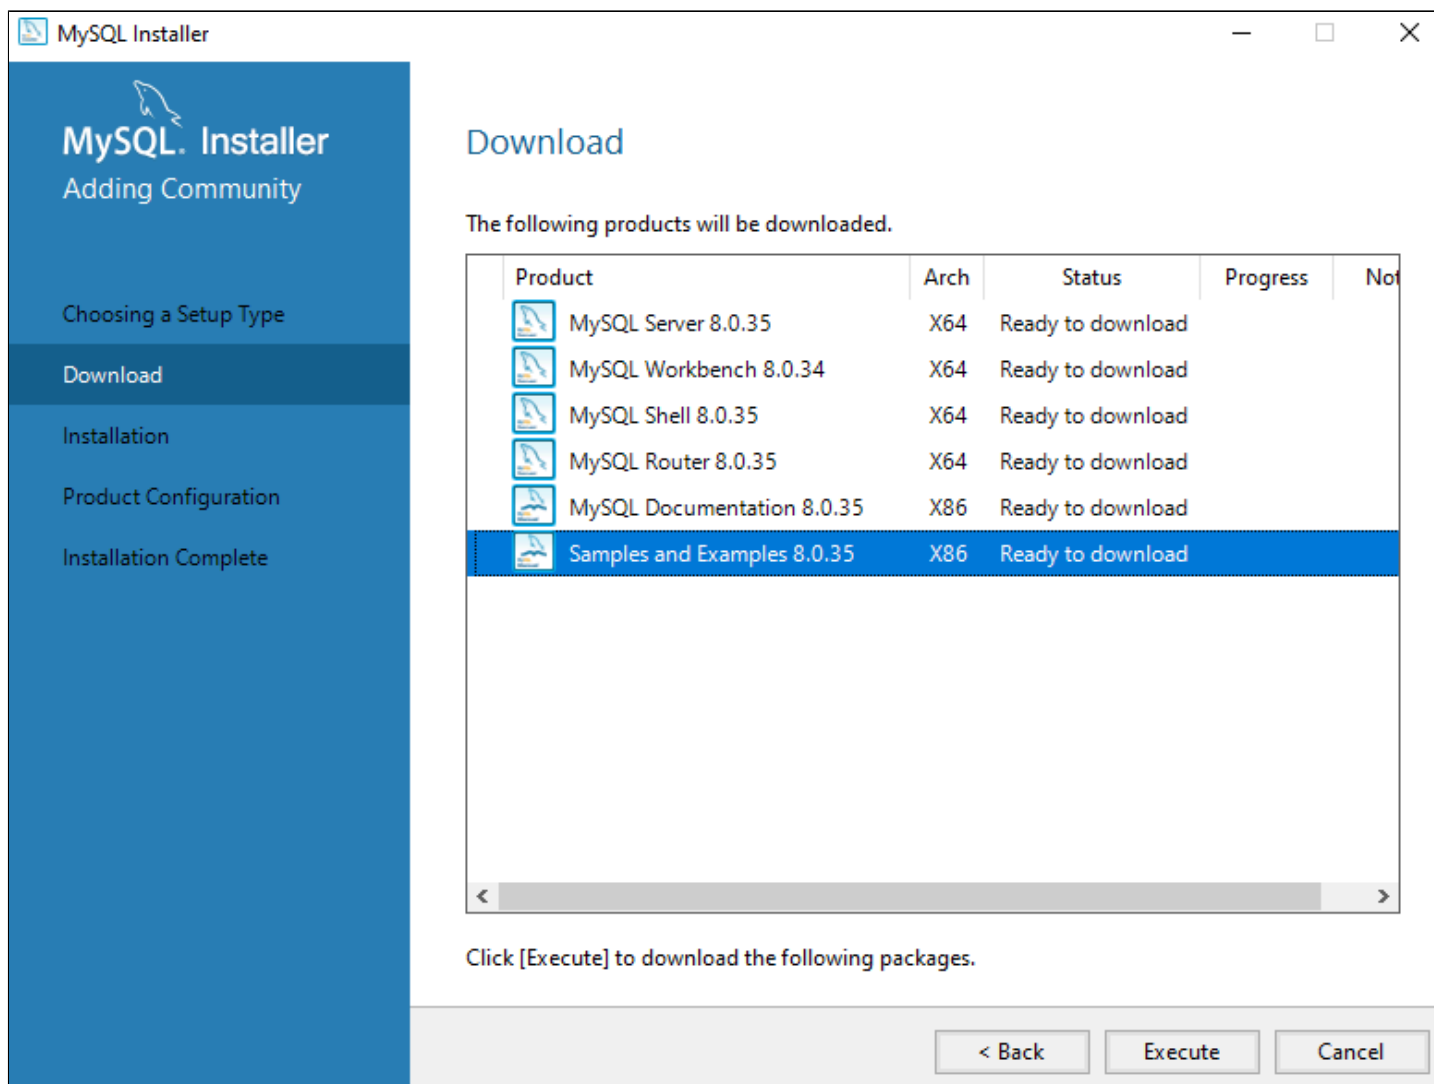 MySQL Installer
MySQL. Installer
Adding Community
Choosing a Setup Type
Download
Installation
Product Configuration
Installation Complete
Download
The following products will be downloaded.
Product Arch Status Progress Not
MySQL Server 8.0.35 X64 Ready to download
MySQL Workbench 8.0.34 X64 Ready to download
MySQL Shell 8.0.35 X64 Ready to download
MySQL Router 8.0.35 X64 Ready to download
MySQL Documentation 8.0.35 X86 Ready to download
Samples and Examples 8.0.35 X86 Ready to download
Click [Execute] to download the following packages.
< Back Execute Cancel